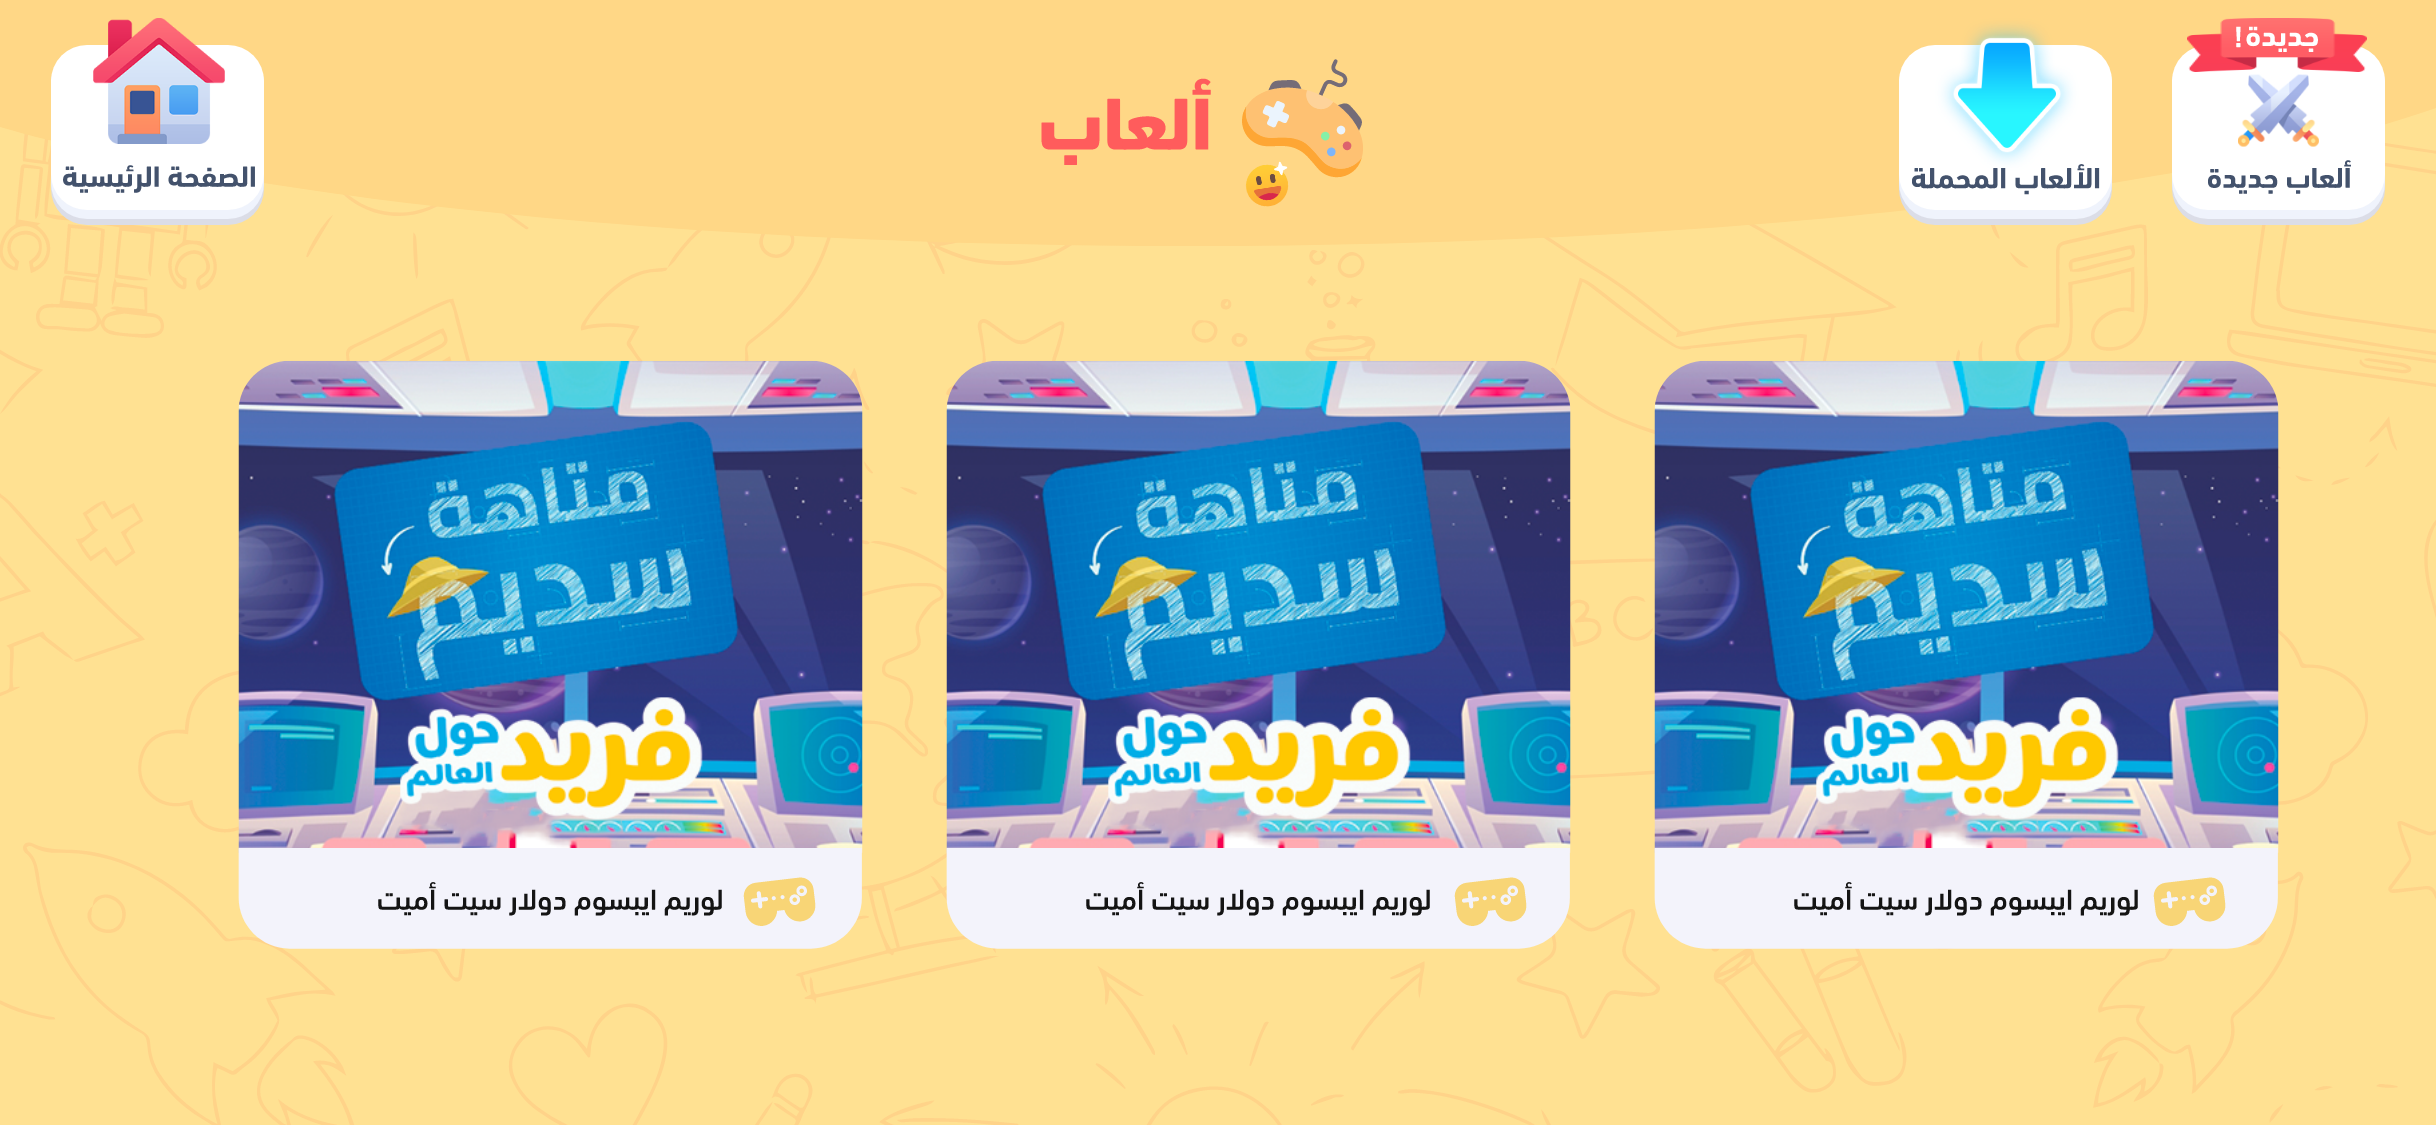 جديدة!
ألعاب جديدة
الألعاب المحملة
ألعاب
الصفحة الرئيسية
متاهة
سديم
فريد حول
العالم
لوريم ايبسوم دولار سيت أميت
متاهة
سديم
فريد حول
العالم
لوريم ايبسوم دولار سيت أميت
متاهة
سديم
فريد حول
العالم
لوريم ايبسوم دولار سيت أميت
BC